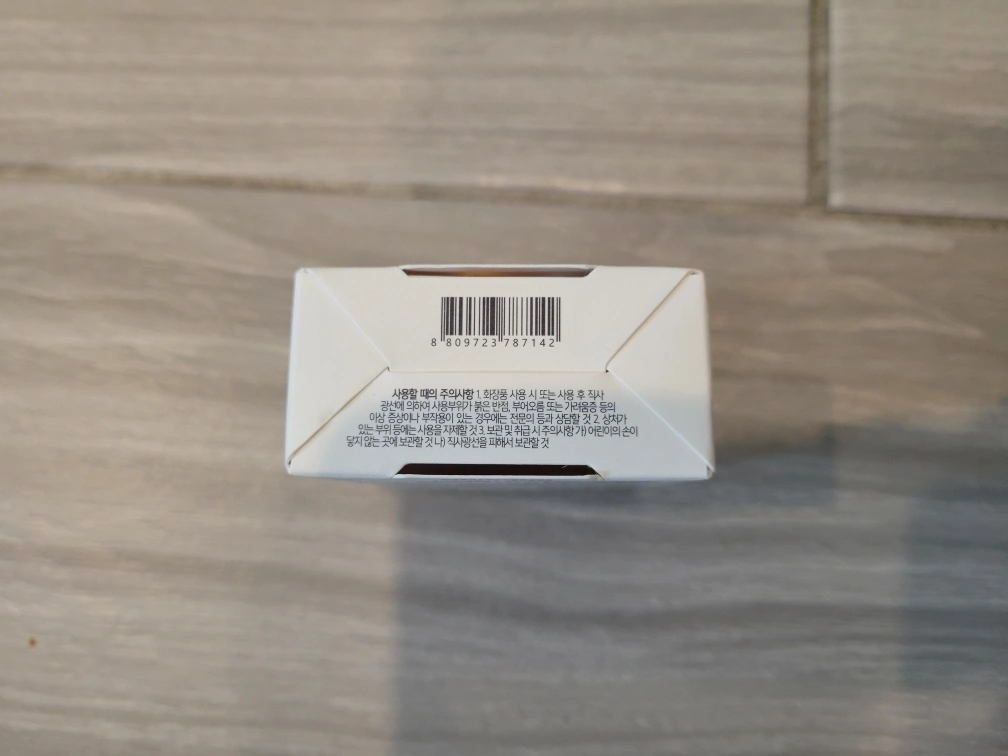 8 809723 787142
사용할 때의 주의사항 1. 화장품 사용 시 또는 사용 후 직사
광선에 의하여 사용부위가 붉은 반점, 부어오름 또는 가려움증 등의
이상 증상이나 부작용이 있는 경우에는 전문의 등과 상담할 것 2. 상처가
있는 부위 등에는 사용을 자제할 것 3. 보관 및 취급 시 주의사항 가) 어린이의 손이
닿지 않는 곳에 보관할 것 나) 직사광선을 피해서 보관할 것